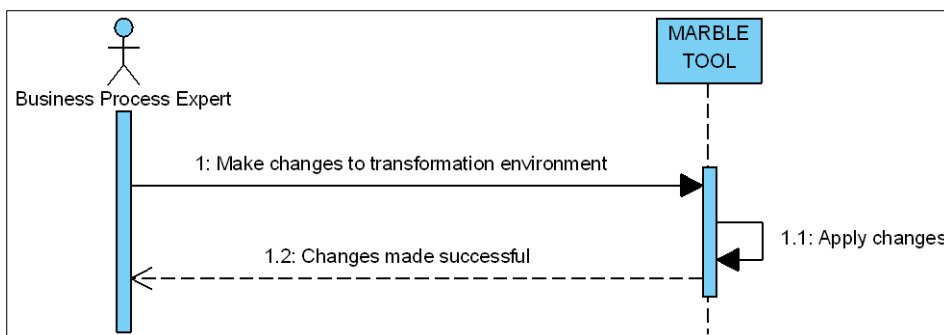 MARBLE
TOOL
Business Process Expert
1: Make changes to transformation environment
1.1: Apply changes
1.2: Changes made successful